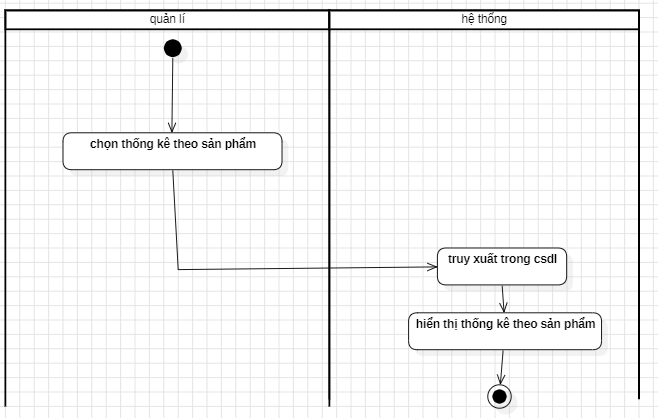 quản lí
hệ thống
chọn thống kê theo sản phẩm
truy xuất trong csdl
hiển thị thống kê theo sản phẩm